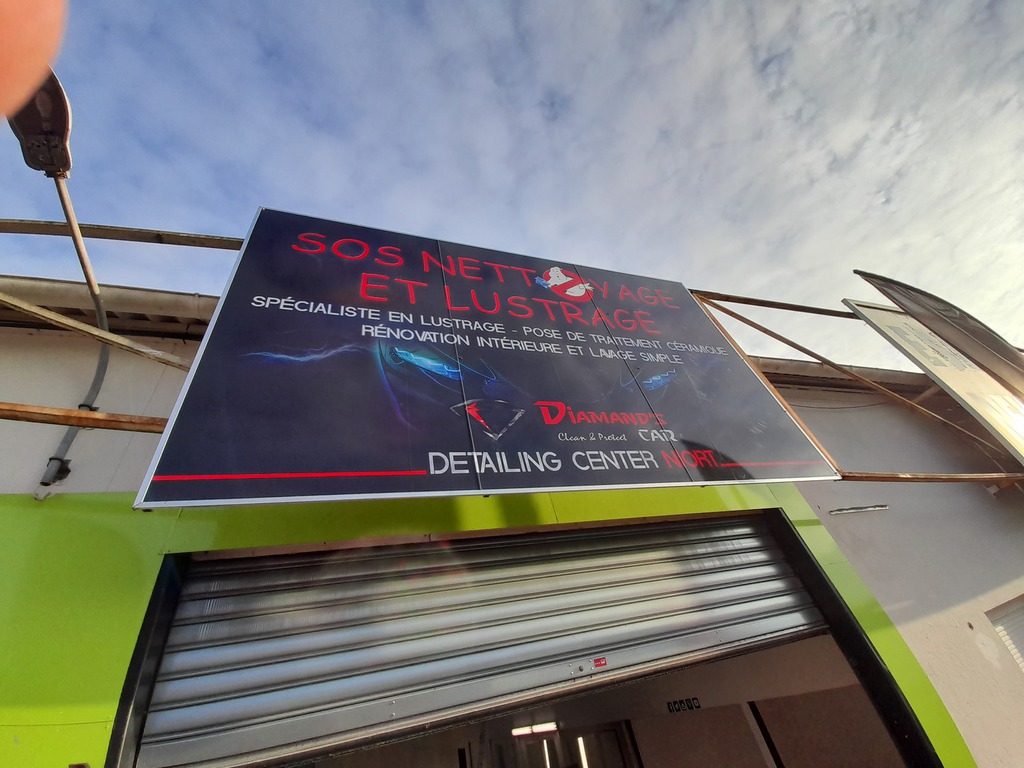 SOS NETTOYAGE
ET LUSTRAGE
SPÉCIALISTE EN LUSTRAGE - POSE DE TRAITEMENT CÉRAMIQUE
RÉNOVATION INTÉRIEURE ET LAVAGE SIMPLE
DIAMAND'S
Clean & Protect CAR
DETAILING CENTER NIORT